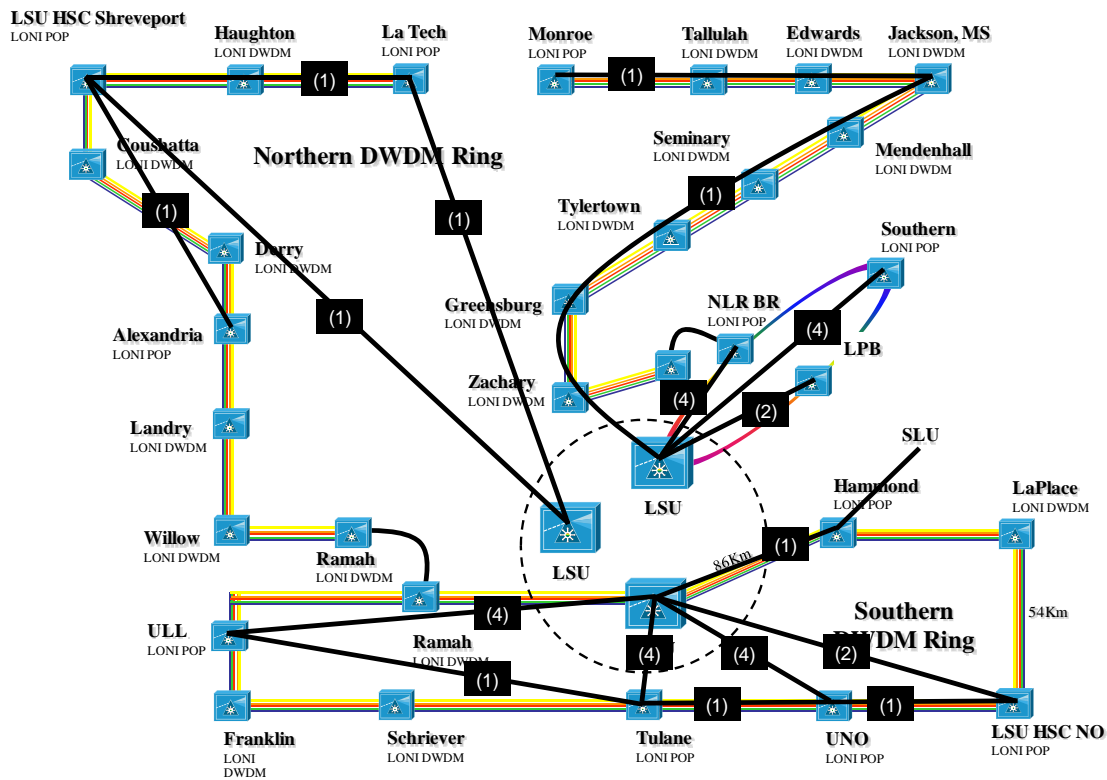 LSU HSC Shreveport
LONI POP
Haughton
LONI DWDM
La Tech
LONI POP
Monroe
LONI POP
Tallulah
LONI DWDM
Edwards
LONI DWDM
Jackson, MS
LONI DWDM
(1)
(1)
Coushatta
LONI DWDM
Northern DWDM Ring
Seminary
LONI DWDM
Mendenhall
LONI DWDM
(1)
(1)
(1)
Tylertown
LONI DWDM
Southern
LONI POP
Derry
LONI DWDM
Greensburg
LONI DWDM
NLR BR
LONI POP
(1)
(4)
Alexandria
LONI POP
LPB
Zachary
LONI DWDM
(4)
(2)
Landry
LONI DWDM
SLU
LSU
Hammond
LONI POP
LaPlace
LONI DWDM
Willow
LONI DWDM
Ramah
LONI DWDM
LSU
86Km
(1)
(4)
Southern
DWDM Ring
54Km
ULL
LONI POP
Ramah
LONI DWDM
(4)
(4)
(2)
(1)
(1)
(1)
Franklin
LONI
DWDM
Schriever
LONI DWDM
Tulane
LONI POP
UNO
LONI POP
LSU HSC NO
LONI POP